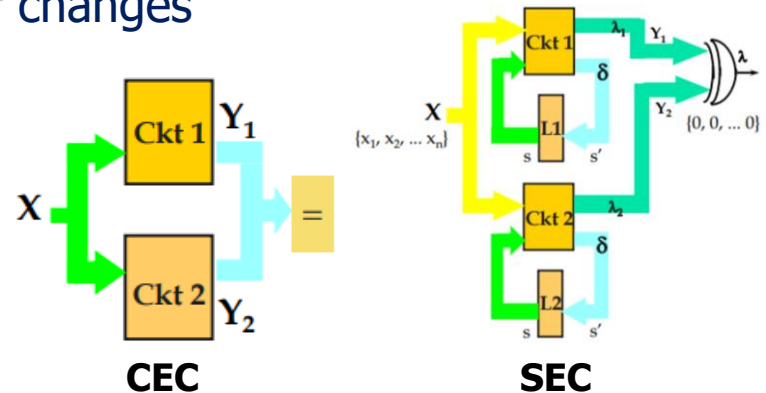 changes
Ckt 1
Y₁
X
=
Ckt 2
Y₂
CEC
Ckt 1
λ₁
Y₁
δ
λ
X
{x₁, x₂, ... xₙ}
L1
s
s′
Y₂
{0, 0, ... 0}
Ckt 2
λ₂
δ
L2
s
s′
SEC